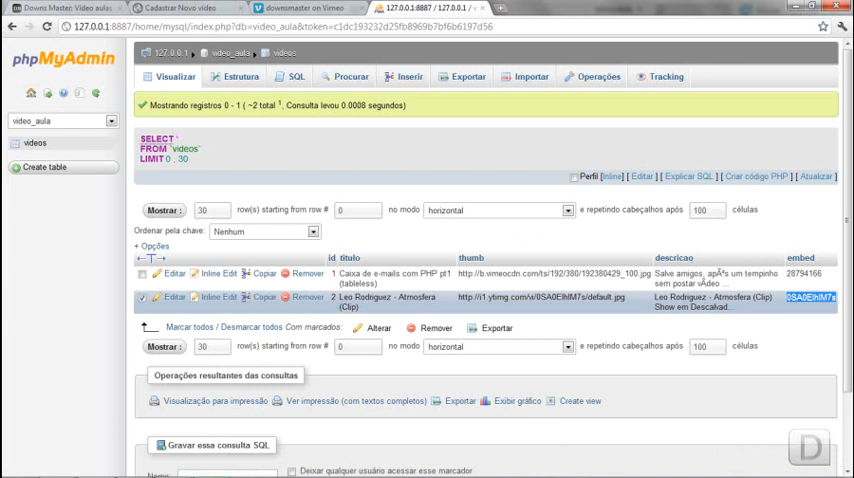 Downs Master: Video aulas
Cadastrar Novo vídeo
downsmaster on Vimeo
127.0.0.1:8887 / 127.0.0.1 / v
127.0.0.1:8887/home/mysql/index.php?db=video_aula&token=c1dc193232d25fb8969b7bf6b6197d56
phpMyAdmin
127.0.0.1 ▸ video_aula ▸ videos
Visualizar Estrutura SQL Procurar Inserir Exportar Importar Operações Tracking
video_aula
videos
Create table
Mostrando registros 0 - 1 ( ~2 total 1, Consulta levou 0.0008 segundos)
SELECT *
FROM `videos`
LIMIT 0 , 30
Perfil [Inline] [ Editar ] [ Explicar SQL ] [ Criar código PHP ] [ Atualizar ]
Mostrar : 30 row(s) starting from row # 0 no modo horizontal e repetindo cabeçalhos após 100 células
Ordenar pela chave: Nenhum
+ Opções
←T→ id titulo thumb descricao embed
Editar Inline Edit Copiar Remover 1 Caixa de e-mails com PHP pt1 http://b.vimeocdn.com/ts/192/380/192380429_100.jpg Salve amigos, apÃ³s um tempinho 28794166
(tableless) sem postar vÃ­deo ...
Editar Inline Edit Copiar Remover 2 Leo Rodriguez - Atmosfera http://i1.ytimg.com/vi/0SA0ElhIM7s/default.jpg Leo Rodriguez - Atmosfera (Clip) 0SA0ElhIM7s
(Clip) Show em Descalvad...
Marcar todos / Desmarcar todos Com marcados: Alterar Remover Exportar
Mostrar : 30 row(s) starting from row # 0 no modo horizontal e repetindo cabeçalhos após 100 células
Operações resultantes das consultas
Visualização para impressão Ver impressão (com textos completos) Exportar Exibir gráfico Create view
Gravar essa consulta SQL
Nome: Deixar qualquer usuário acessar esse marcador
D